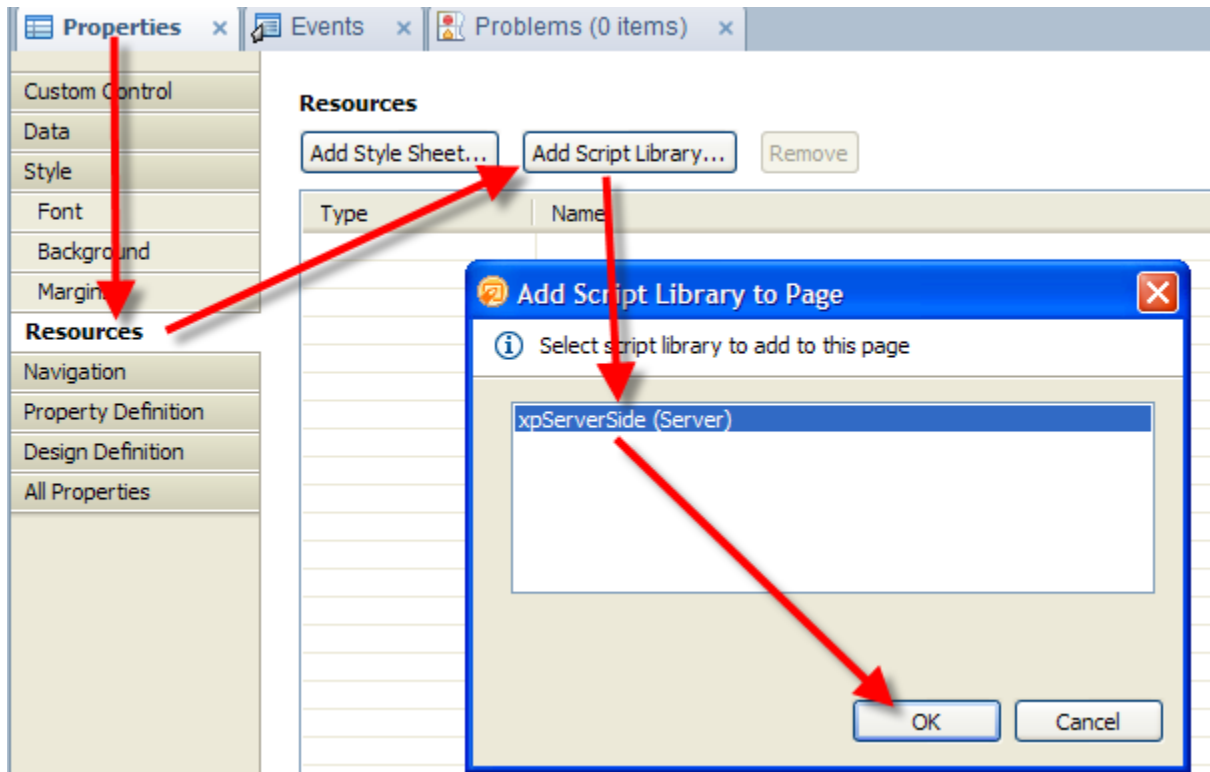 Properties
Events
Problems (0 items)
Custom Control
Data
Style
Font
Background
Margins
Resources
Navigation
Property Definition
Design Definition
All Properties
Resources
Add Style Sheet...
Add Script Library...
Remove
Type
Name
Add Script Library to Page
Select script library to add to this page
xpServerSide (Server)
OK
Cancel